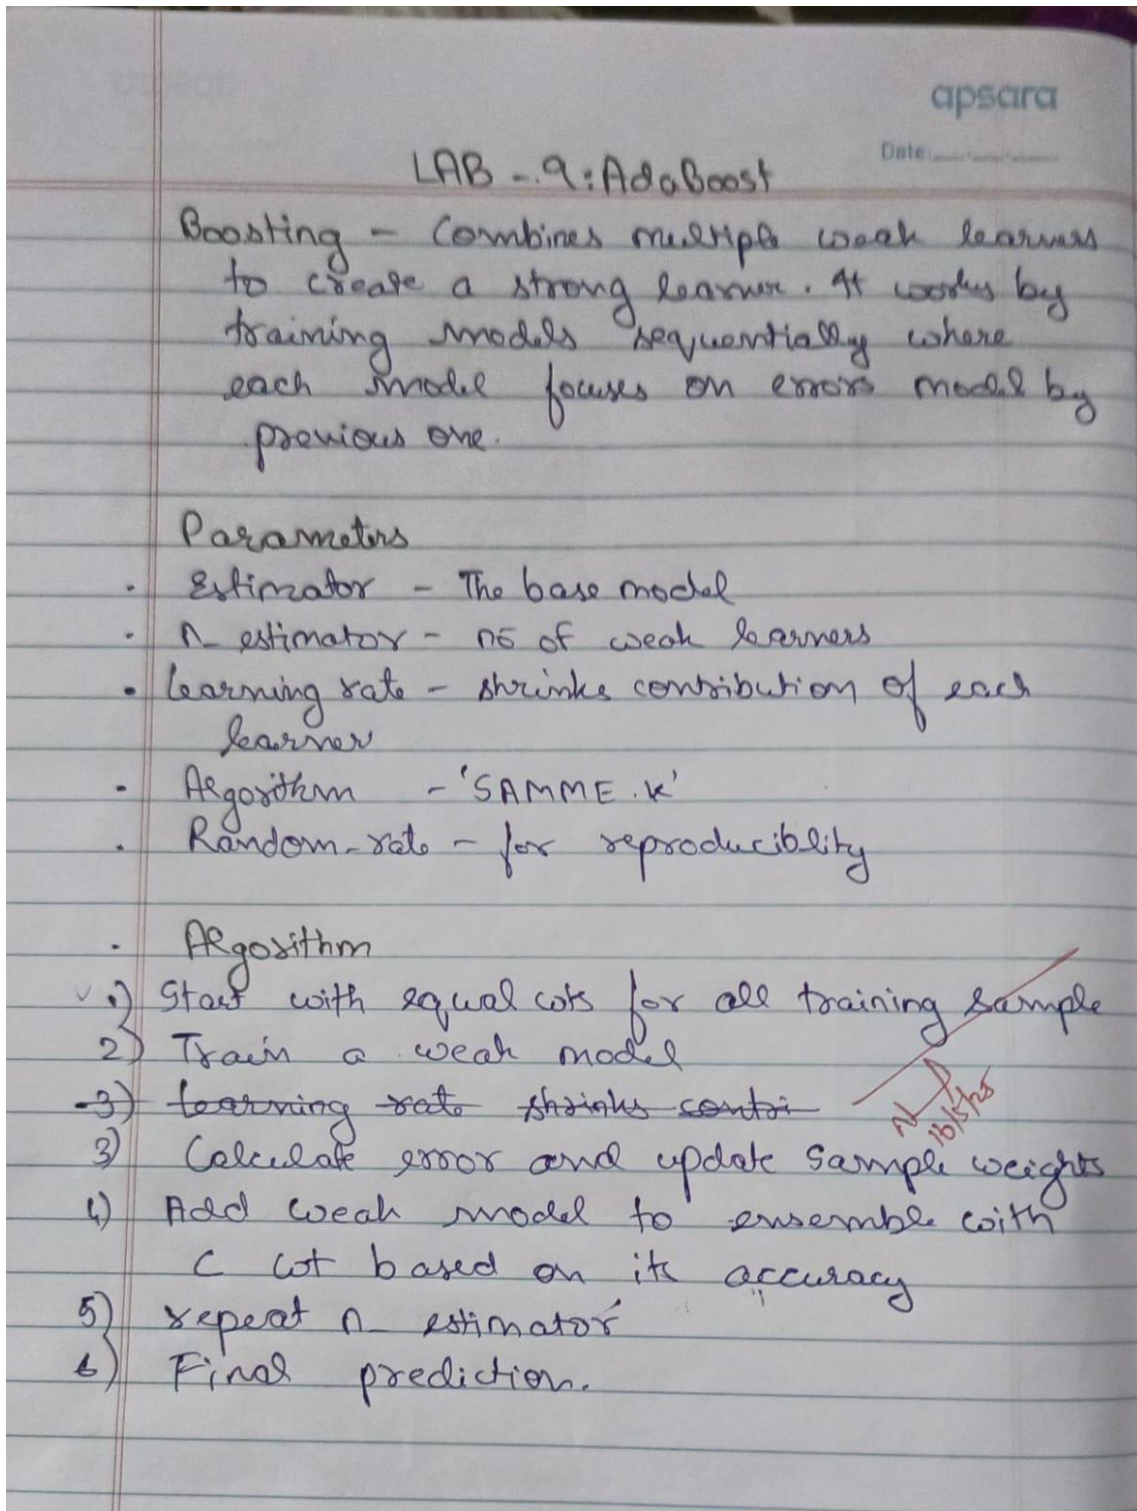 apsara
Date:
LAB - 9: AdaBoost
Boosting - Combines multiple weak learners
to create a strong learner. It works by
training models sequentially where
each model focuses on errors model by
previous one.
Parameters
. Estimator - The base model
. n_estimator - no of weak learners
. learning rate - shrinks contribution of each
learner
. Algorithm - 'SAMME.K'
. Random_rate - for reproduciblity
. Algorithm
1) Start with equal wts for all training sample
2) Train a weak model
3) learning rate shrinks contri
16/5/25
3) Calculate error and update sample weights
4) Add weak model to ensemble with
C wt based on its accuracy
5) repeat n_estimator
6) Final prediction.